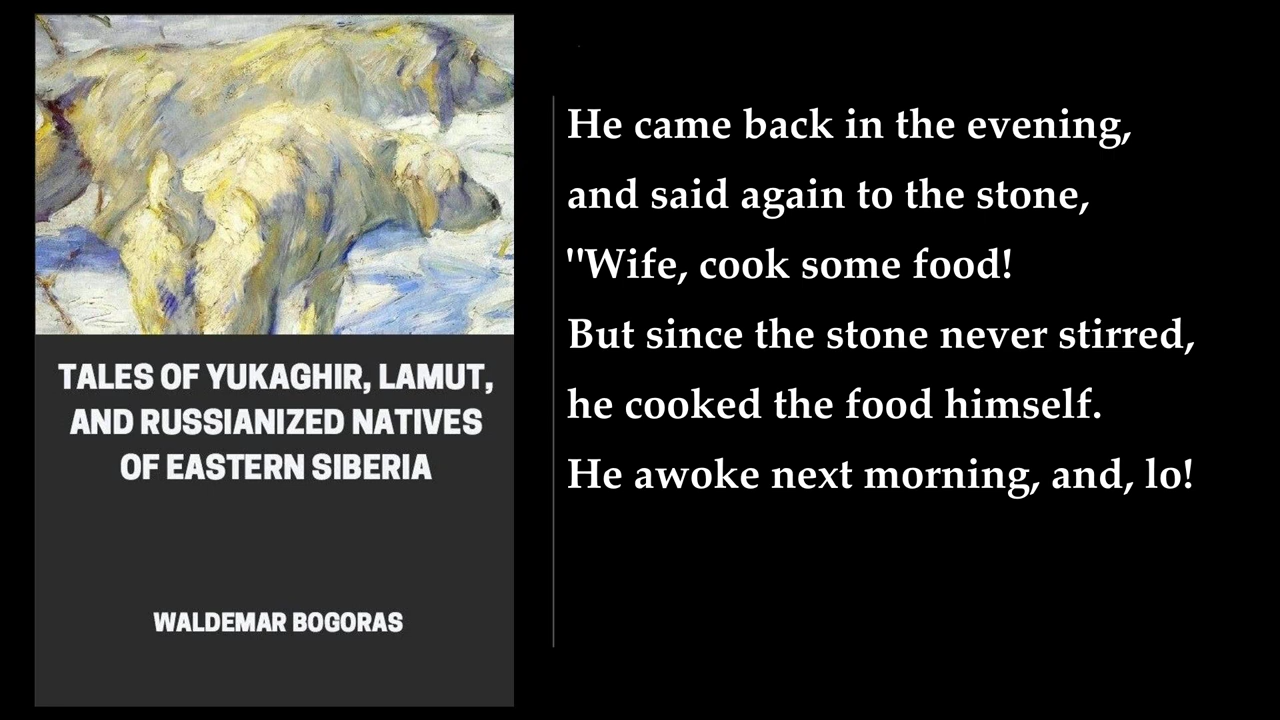 TALES OF YUKAGHIR, LAMUT,
AND RUSSIANIZED NATIVES
OF EASTERN SIBERIA
WALDEMAR BOGORAS
He came back in the evening,
and said again to the stone,
"Wife, cook some food!
But since the stone never stirred,
he cooked the food himself.
He awoke next morning, and, lo!